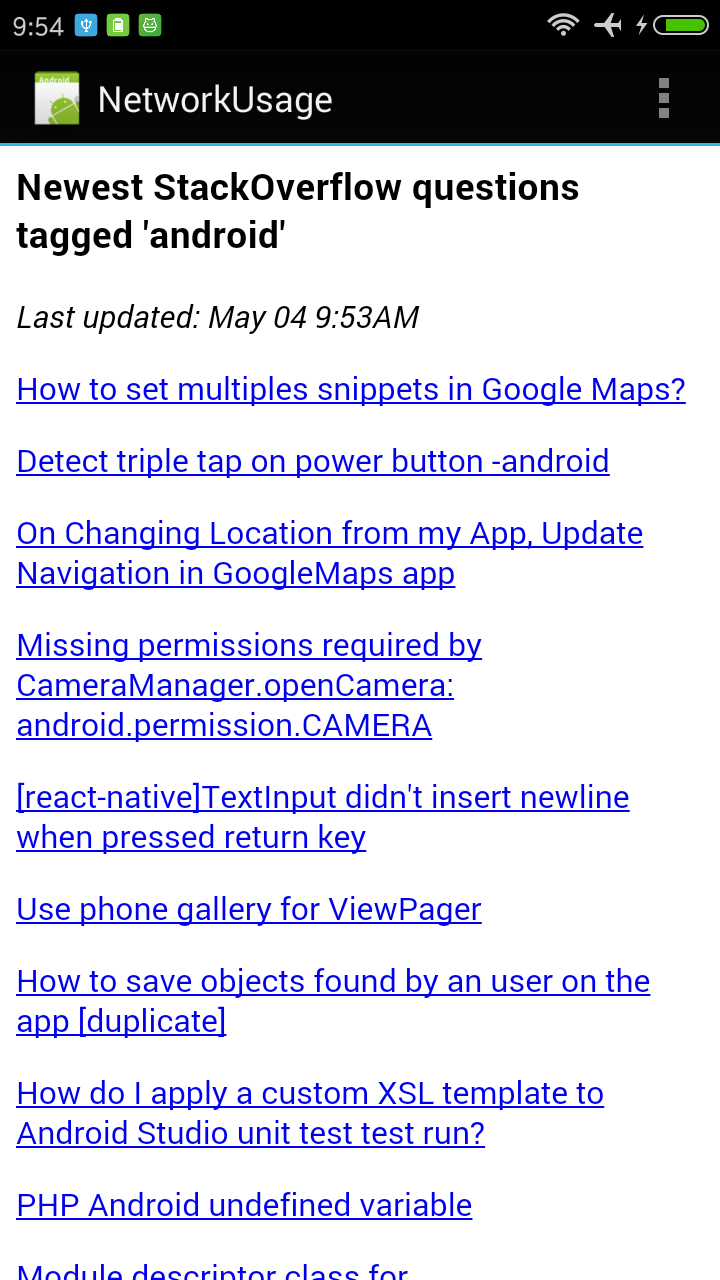 9:54
Android
NetworkUsage
Newest StackOverflow questions
tagged 'android'
Last updated: May 04 9:53AM
How to set multiples snippets in Google Maps?
Detect triple tap on power button -android
On Changing Location from my App, Update
Navigation in GoogleMaps app
Missing permissions required by
CameraManager.openCamera:
android.permission.CAMERA
[react-native]TextInput didn't insert newline
when pressed return key
Use phone gallery for ViewPager
How to save objects found by an user on the
app [duplicate]
How do I apply a custom XSL template to
Android Studio unit test test run?
PHP Android undefined variable
Module descriptor class for